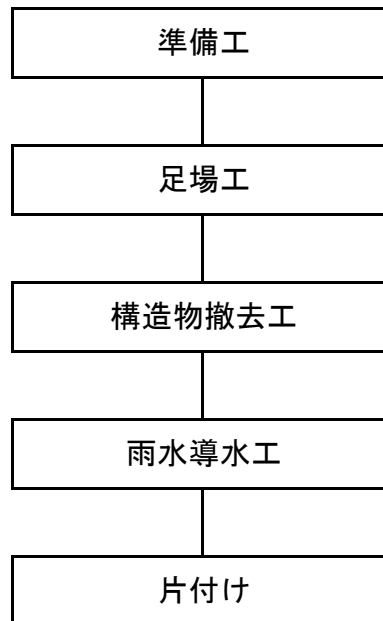 準備工
足場工
構造物撤去工
雨水導水工
片付け